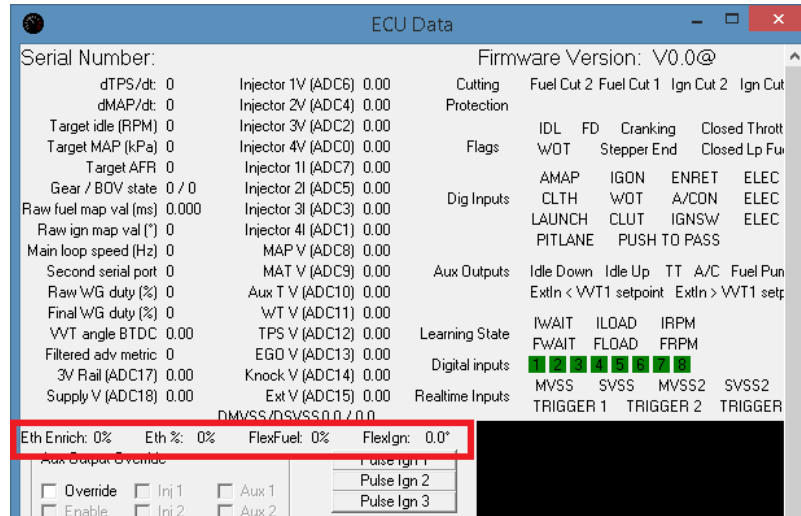 ECU Data
Serial Number: Firmware Version: V0.0@
dTPS/dt: 0 Injector 1V (ADC6) 0.00 Cutting Fuel Cut 2 Fuel Cut 1 Ign Cut 2 Ign Cut
dMAP/dt: 0 Injector 2V (ADC4) 0.00 Protection
Target idle (RPM) 0 Injector 3V (ADC2) 0.00 IDL FD Cranking Closed Thrott
Target MAP (kPa) 0 Injector 4V (ADC0) 0.00 Flags WOT Stepper End Closed Lp Fu
Target AFR 0 Injector 1I (ADC7) 0.00 AMAP IGON ENRET ELEC
Gear / BOV state 0 / 0 Injector 2I (ADC5) 0.00 Dig Inputs CLTH WOT A/CON ELEC
Raw fuel map val (ms) 0.000 Injector 3I (ADC3) 0.00 LAUNCH CLUT IGNSW ELEC
Raw ign map val (°) 0 Injector 4I (ADC1) 0.00 PITLANE PUSH TO PASS
Main loop speed (Hz) 0 MAP V (ADC8) 0.00
Second serial port 0 MAT V (ADC9) 0.00 Aux Outputs Idle Down Idle Up TT A/C Fuel Pun
Raw WG duty (%) 0 Aux T V (ADC10) 0.00 ExtIn < VVT1 setpoint ExtIn > VVT1 setp
Final WG duty (%) 0 WT V (ADC11) 0.00
VVT angle BTDC 0.00 TPS V (ADC12) 0.00 Learning State IWAIT ILOAD IRPM
Filtered adv metric 0 EGO V (ADC13) 0.00 FWAIT FLOAD FRPM
3V Rail (ADC17) 0.00 Knock V (ADC14) 0.00 Digital inputs 1 2 3 4 5 6 7 8
Supply V (ADC18) 0.00 Ext V (ADC15) 0.00 Realtime Inputs MVSS SVSS MVSS2 SVSS2
DMVSS/DSVSS 0.0 / 0.0 TRIGGER 1 TRIGGER 2 TRIGGER
Eth Enrich: 0% Eth %: 0% FlexFuel: 0% FlexIgn: 0.0°
Aux Output Override Pulse Ign 1
Override Inj 1 Aux 1 Pulse Ign 2
Enable Inj 2 Aux 2 Pulse Ign 3